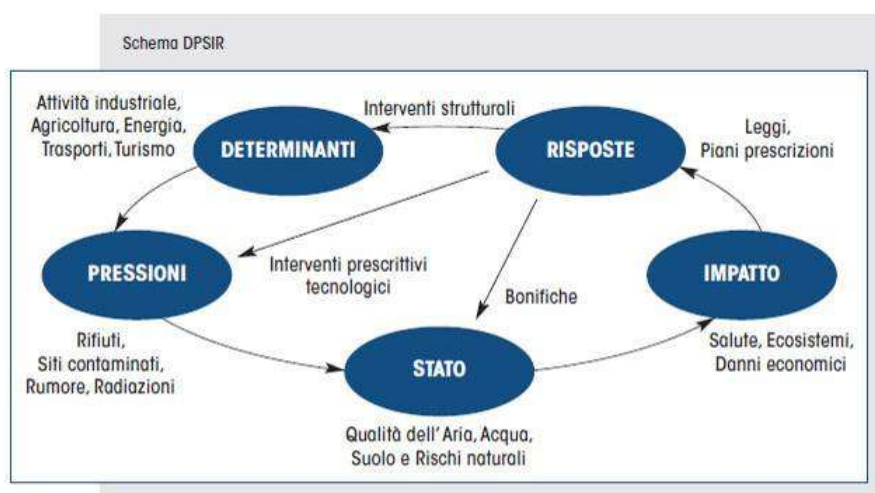 Schema DPSIR
Attività industriale,
Agricoltura, Energia,
Trasporti, Turismo
DETERMINANTI
Interventi strutturali
RISPOSTE
Leggi,
Piani prescrizioni
PRESSIONI
Interventi prescrittivi
tecnologici
Bonifiche
IMPATTO
Rifiuti,
Siti contaminati,
Rumore, Radiazioni
STATO
Salute, Ecosistemi,
Danni economici
Qualità dell'Aria, Acqua,
Suolo e Rischi naturali